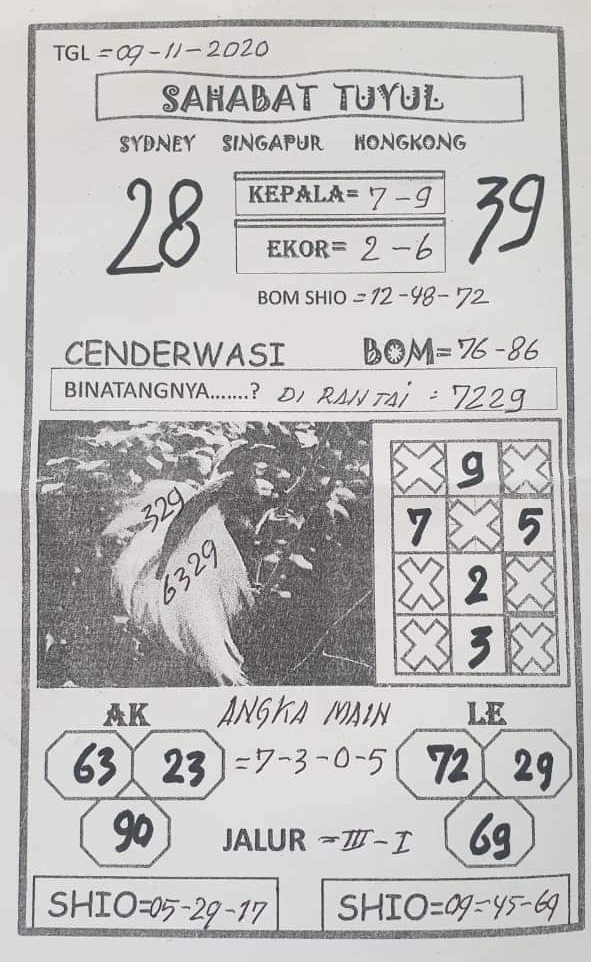 TGL = 09-11-2020
SAHABAT TUYUL
SYDNEY SINGAPUR HONGKONG
28 KEPALA= 7-9 39
EKOR= 2-6
BOM SHIO =12-48-72
CENDERWASI BOM=76-86
BINATANGNYA.......? DI RANTAI : 7229
329
6329
9
7 5
2
3
AK ANGKA MAIN LE
63 23 =7-3-0-5 72 29
90 JALUR =III-I 69
SHIO=05-29-17 SHIO=09-45-69